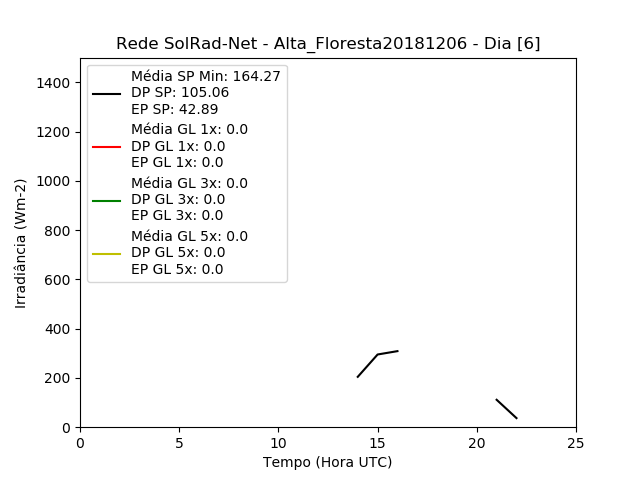 Rede SolRad-Net - Alta_Floresta20181206 - Dia [6]
Irradiância (Wm-2)
1400
1200
1000
800
600
400
200
0
Média SP Min: 164.27
DP SP: 105.06
EP SP: 42.89
Média GL 1x: 0.0
DP GL 1x: 0.0
EP GL 1x: 0.0
Média GL 3x: 0.0
DP GL 3x: 0.0
EP GL 3x: 0.0
Média GL 5x: 0.0
DP GL 5x: 0.0
EP GL 5x: 0.0
0 5 10 15 20 25
Tempo (Hora UTC)